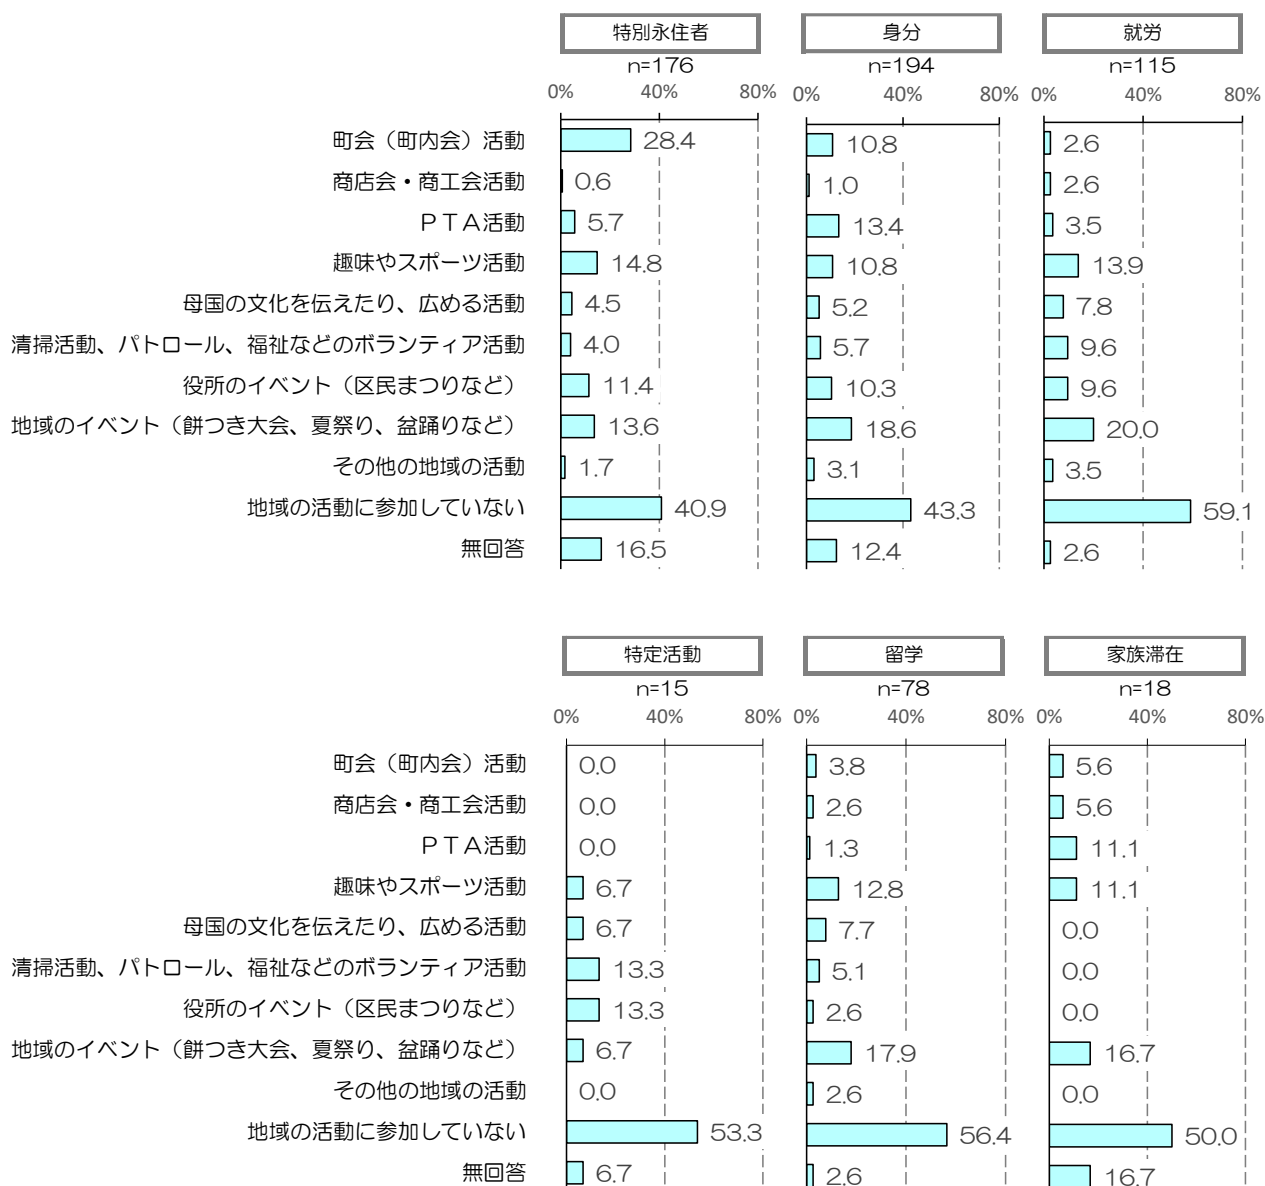 特別永住者 身分 就労
n=176 n=194 n=115
0% 40% 80% 0% 40% 80% 0% 40% 80%
町会（町内会）活動 28.4 10.8 2.6
商店会・商工会活動 0.6 1.0 2.6
ＰＴＡ活動 5.7 13.4 3.5
趣味やスポーツ活動 14.8 10.8 13.9
母国の文化を伝えたり、広める活動 4.5 5.2 7.8
清掃活動、パトロール、福祉などのボランティア活動 4.0 5.7 9.6
役所のイベント（区民まつりなど） 11.4 10.3 9.6
地域のイベント（餅つき大会、夏祭り、盆踊りなど） 13.6 18.6 20.0
その他の地域の活動 1.7 3.1 3.5
地域の活動に参加していない 40.9 43.3 59.1
無回答 16.5 12.4 2.6
特定活動 留学 家族滞在
n=15 n=78 n=18
0% 40% 80% 0% 40% 80% 0% 40% 80%
町会（町内会）活動 0.0 3.8 5.6
商店会・商工会活動 0.0 2.6 5.6
ＰＴＡ活動 0.0 1.3 11.1
趣味やスポーツ活動 6.7 12.8 11.1
母国の文化を伝えたり、広める活動 6.7 7.7 0.0
清掃活動、パトロール、福祉などのボランティア活動 13.3 5.1 0.0
役所のイベント（区民まつりなど） 13.3 2.6 0.0
地域のイベント（餅つき大会、夏祭り、盆踊りなど） 6.7 17.9 16.7
その他の地域の活動 0.0 2.6 0.0
地域の活動に参加していない 53.3 56.4 50.0
無回答 6.7 2.6 16.7